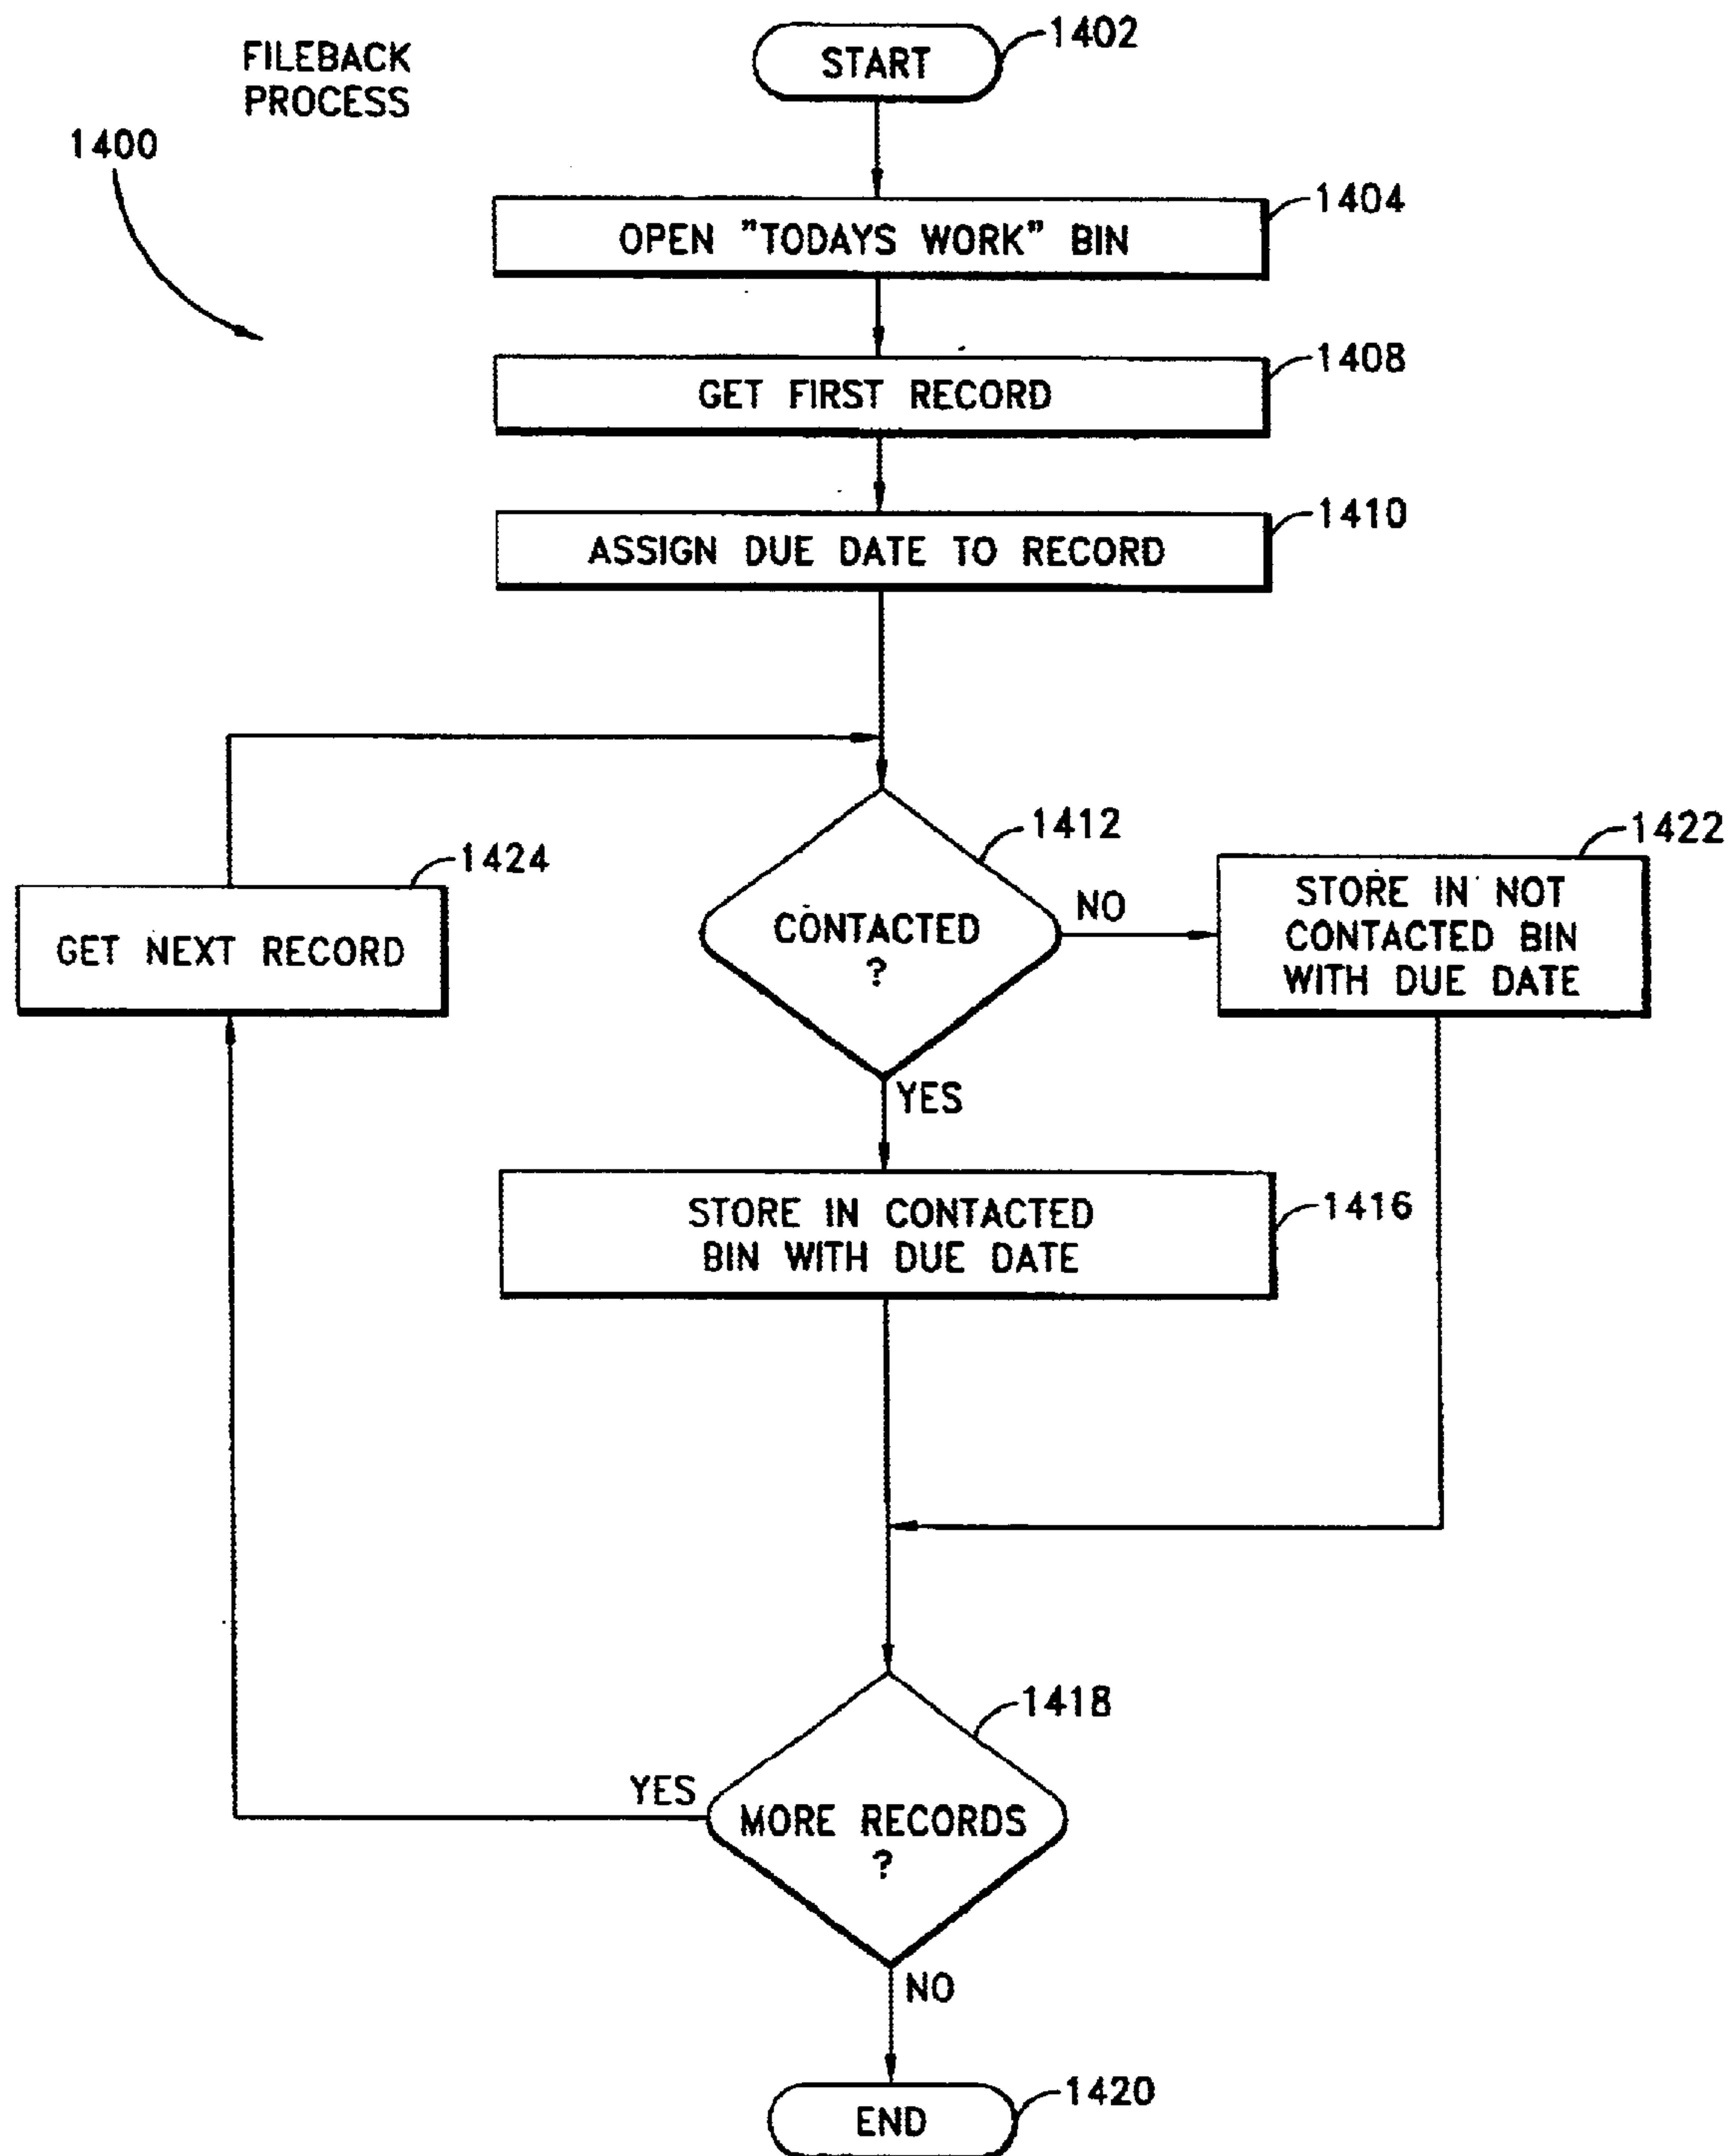 FILEBACK
PROCESS
1400
START
1402
OPEN "TODAYS WORK" BIN
1404
GET FIRST RECORD
1408
ASSIGN DUE DATE TO RECORD
1410
CONTACTED
?
1412
NO
YES
STORE IN NOT
CONTACTED BIN
WITH DUE DATE
1422
GET NEXT RECORD
1424
STORE IN CONTACTED
BIN WITH DUE DATE
1416
MORE RECORDS
?
1418
YES
NO
END
1420